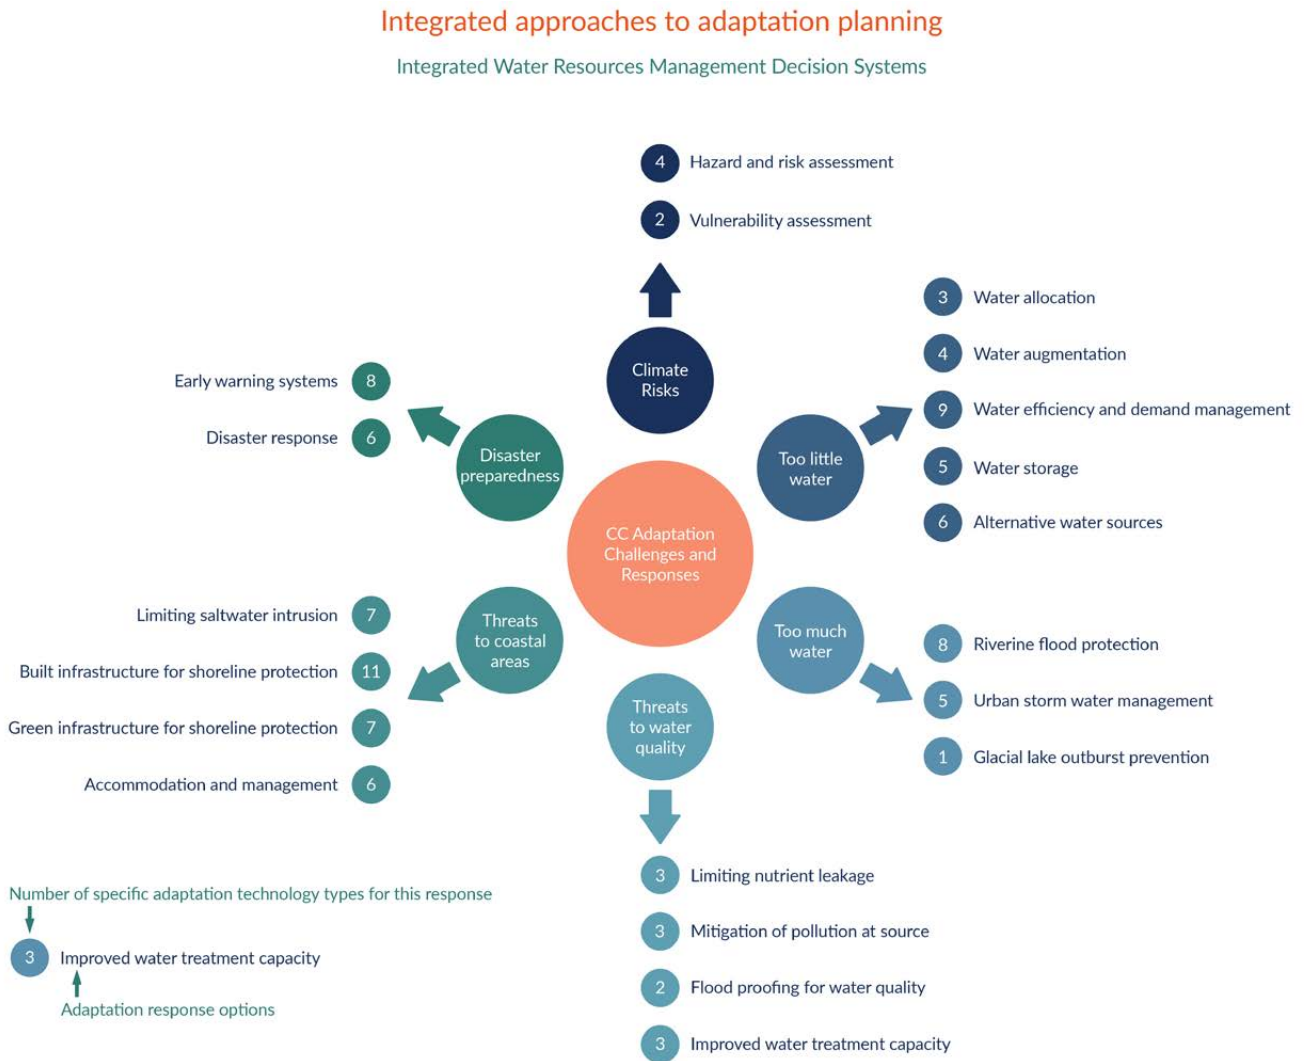 Integrated approaches to adaptation planning
Integrated Water Resources Management Decision Systems
4 Hazard and risk assessment
2 Vulnerability assessment
Climate
Risks
3 Water allocation
4 Water augmentation
9 Water efficiency and demand management
5 Water storage
6 Alternative water sources
Too little
water
Early warning systems 8
Disaster response 6
Disaster
preparedness
CC Adaptation
Challenges and
Responses
Limiting saltwater intrusion 7
Built infrastructure for shoreline protection 11
Green infrastructure for shoreline protection 7
Accommodation and management 6
Threats
to coastal
areas
Too much
water
8 Riverine flood protection
5 Urban storm water management
1 Glacial lake outburst prevention
Threats
to water
quality
3 Limiting nutrient leakage
3 Mitigation of pollution at source
2 Flood proofing for water quality
3 Improved water treatment capacity
Number of specific adaptation technology types for this response
3 Improved water treatment capacity
Adaptation response options